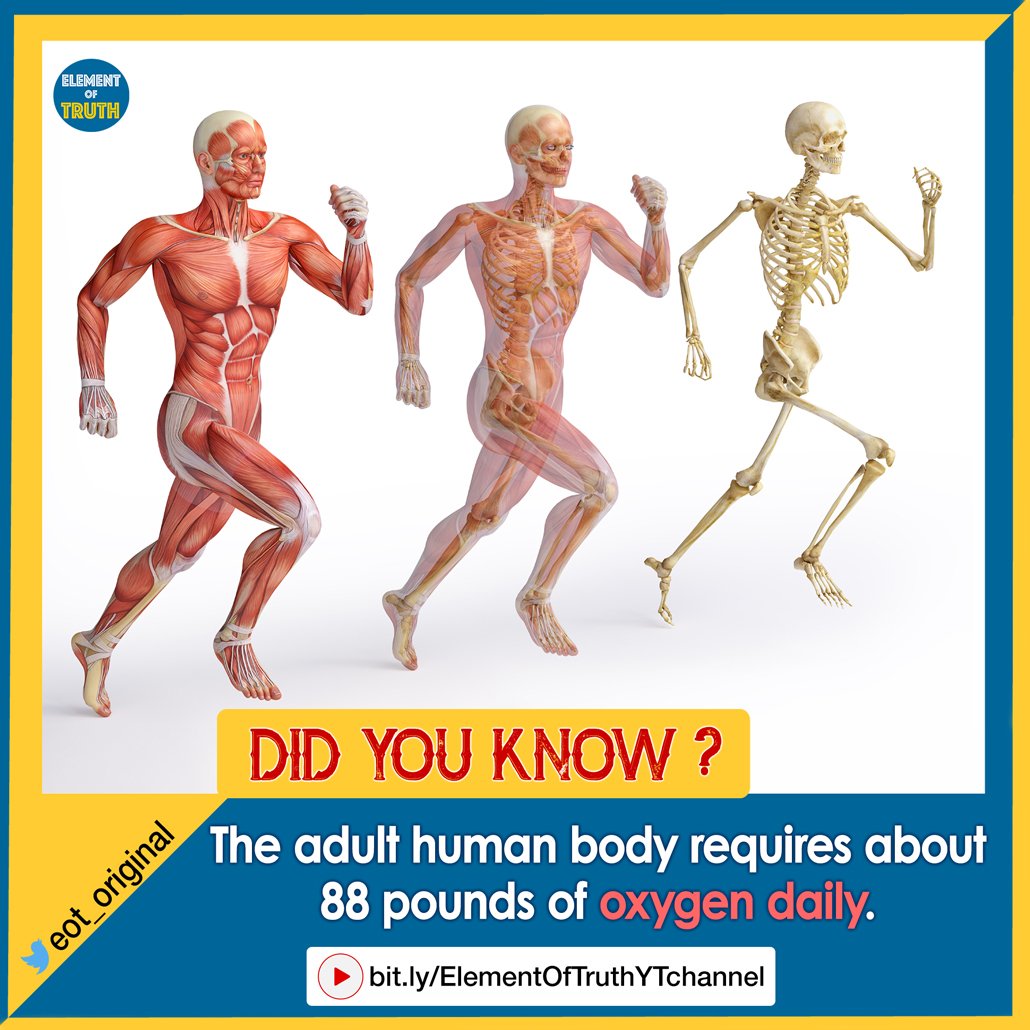 ELEMENT
OF
TRUTH
DID YOU KNOW ?
The adult human body requires about
88 pounds of oxygen daily.
eot_original
bit.ly/ElementOfTruthYTchannel